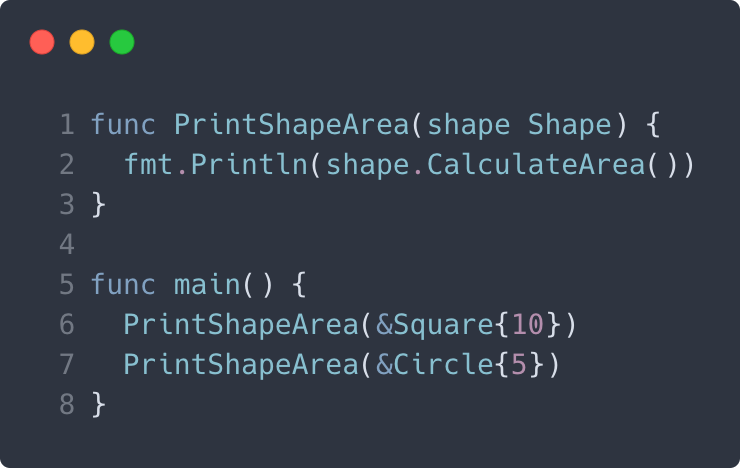 1 func PrintShapeArea(shape Shape) {
2   fmt.Println(shape.CalculateArea())
3 }
4
5 func main() {
6   PrintShapeArea(&Square{10})
7   PrintShapeArea(&Circle{5})
8 }